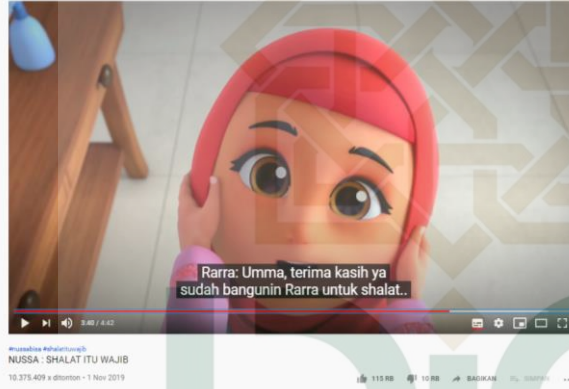 Rarra: Umma, terima kasih ya
sudah bangunin Rarra untuk shalat..
3:40 / 4:42
#nussabisa #shalatituwajib
NUSSA : SHALAT ITU WAJIB
10.375.409 x ditonton • 1 Nov 2019
115 RB 10 RB BAGIKAN SIMPAN ...